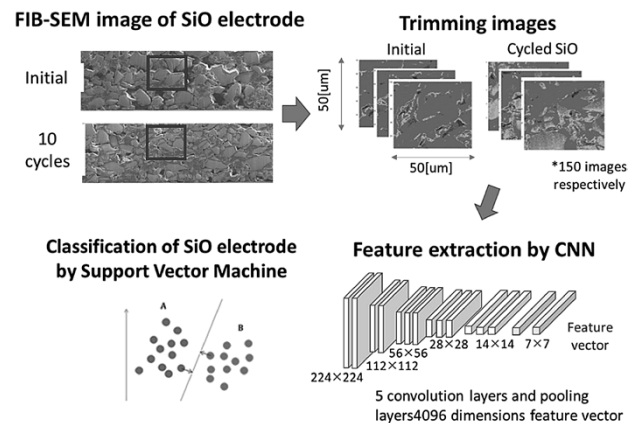 FIB-SEM image of SiO electrode
Initial
10
cycles
Trimming images
Initial
Cycled SiO
50[um]
50[um]
*150 images
respectively
Classification of SiO electrode
by Support Vector Machine
A
B
Feature extraction by CNN
224×224
112×112
56×56
28×28
14×14
7×7
Feature
vector
5 convolution layers and pooling
layers4096 dimensions feature vector